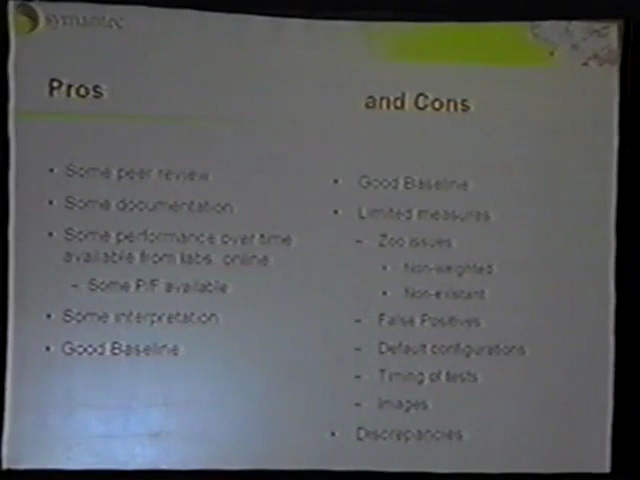 symantec
Pros
and Cons
• Some peer review
• Some documentation
• Some performance over time
available from labs, online
– Some P/F available
• Some interpretation
• Good Baseline
• Good Baseline
• Limited measures
– Zoo issues
• Non-weighted
• Non-existant
– False Positives
– Default configurations
– Timing of tests
– Images
• Discrepancies